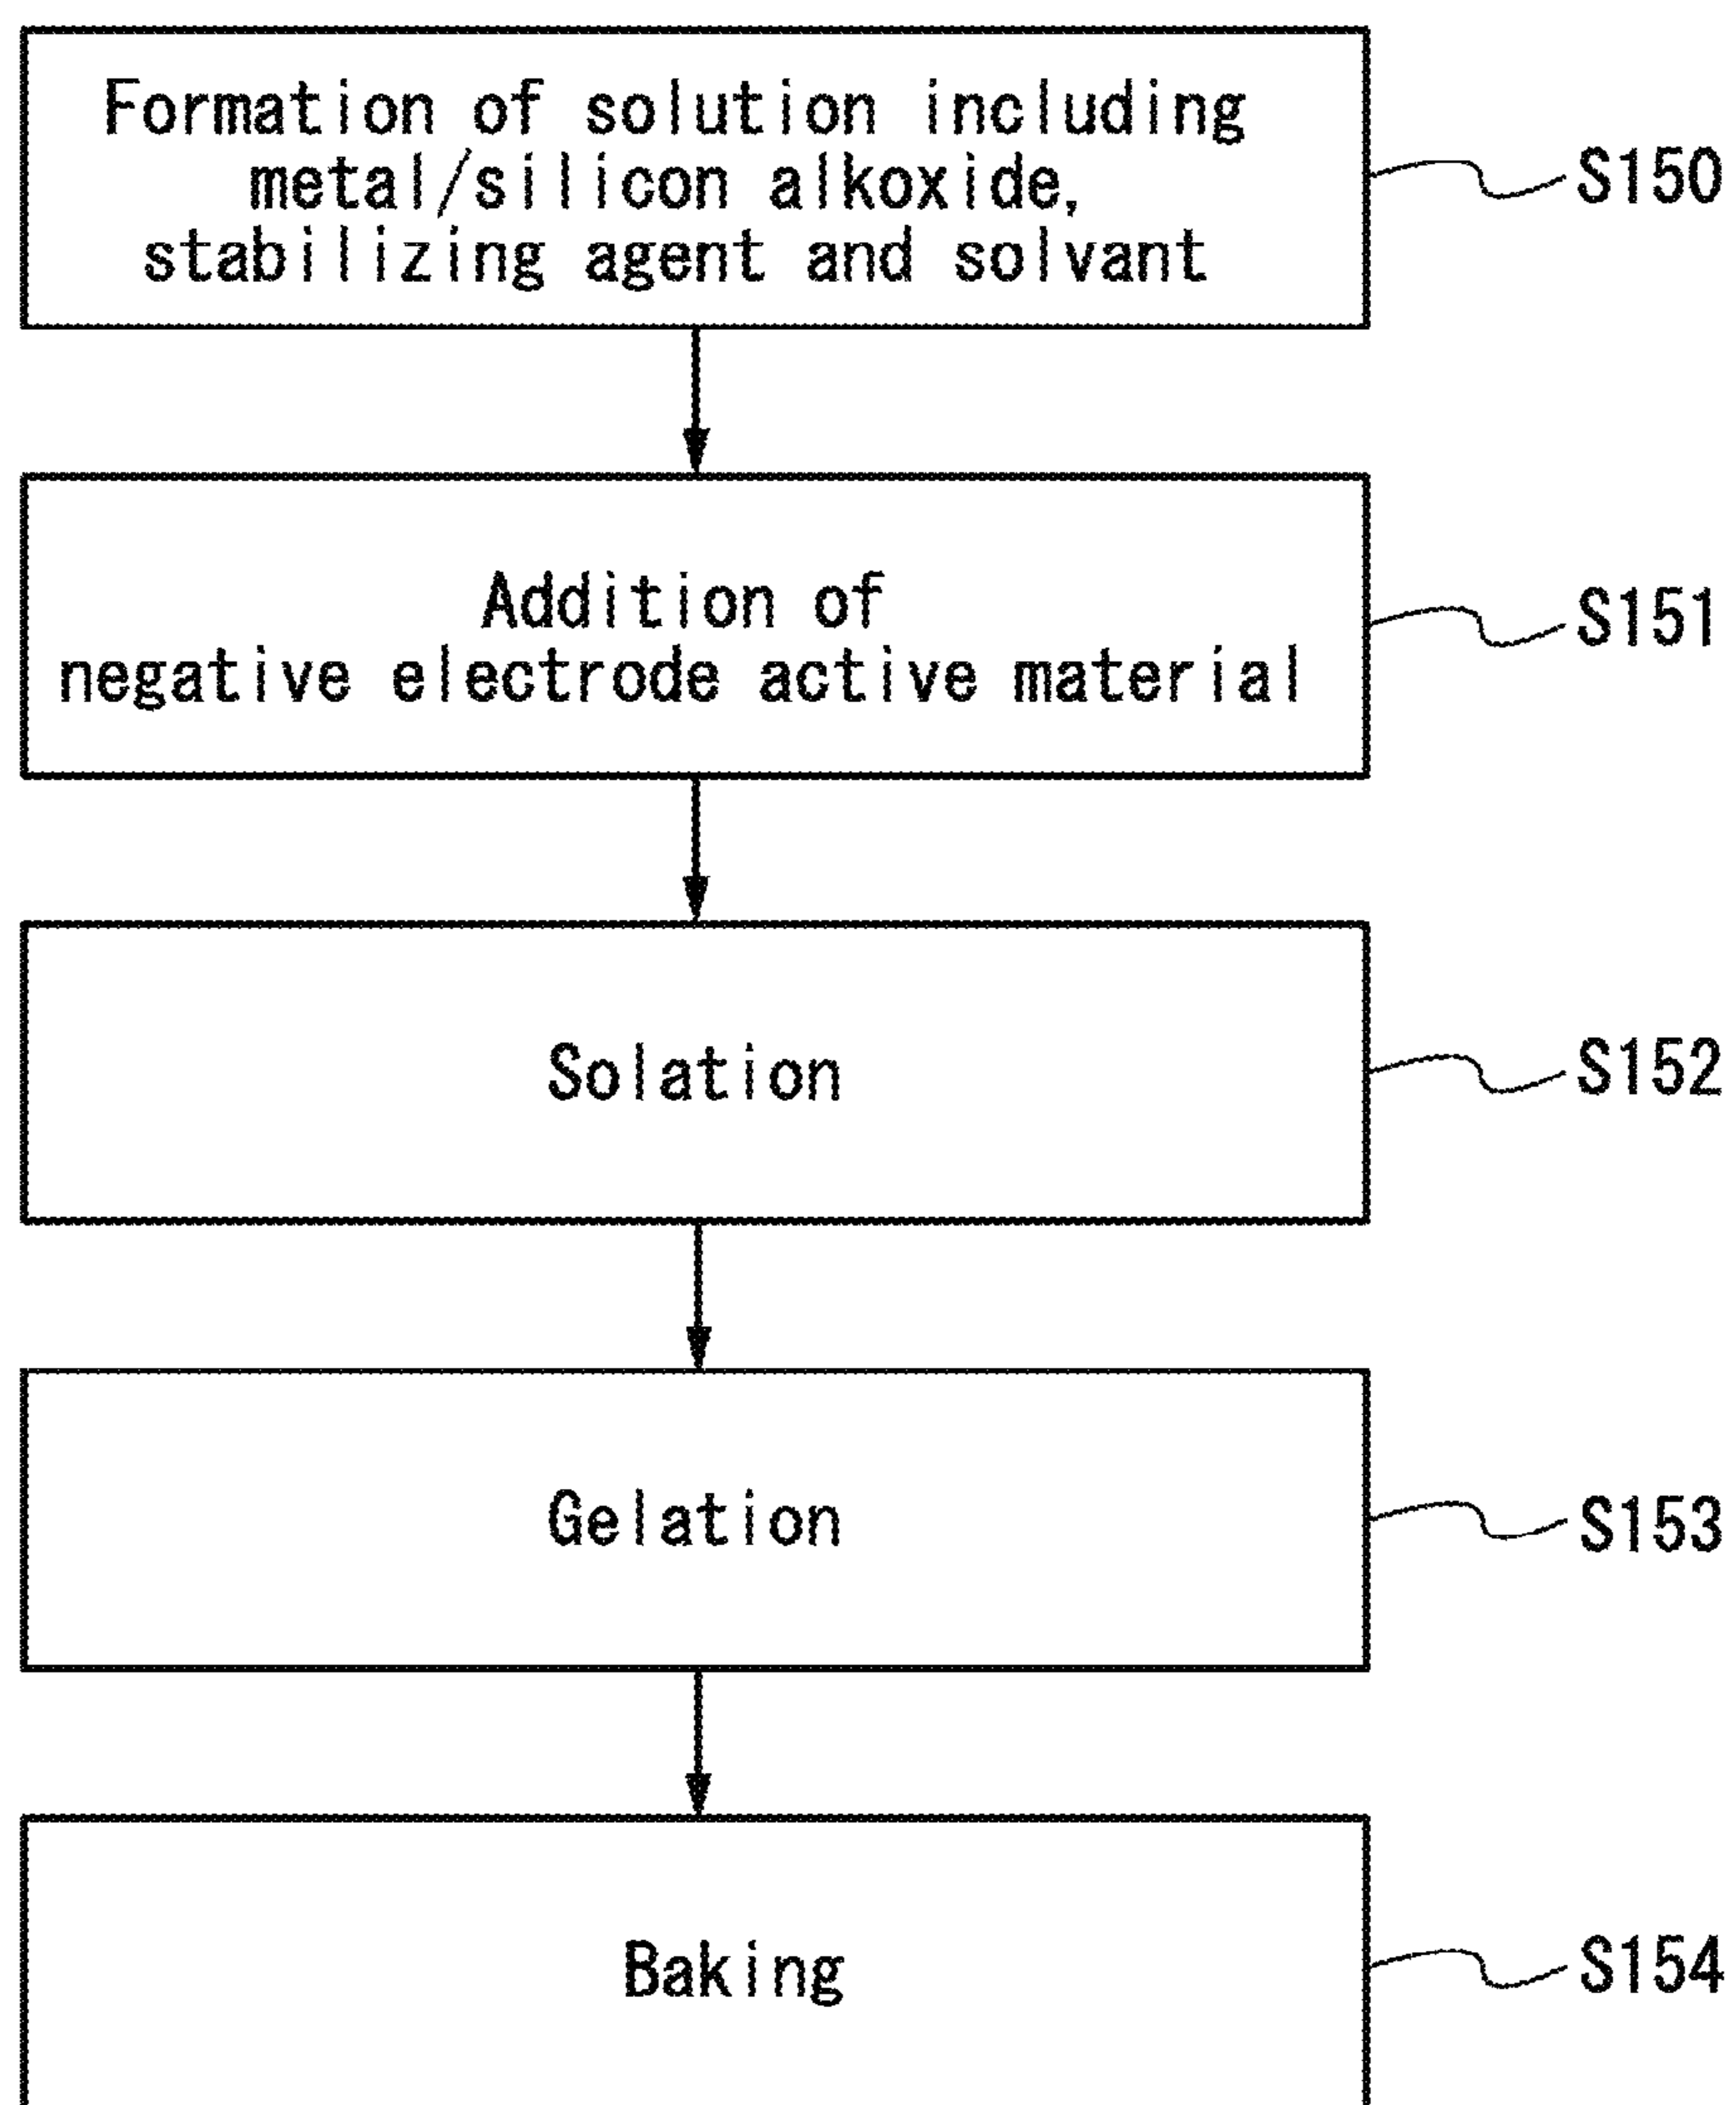 Formation of solution including
metal/silicon alkoxide,
stabilizing agent and solvant
S150
Addition of
negative electrode active material
S151
Solation
S152
Gelation
S153
Baking
S154